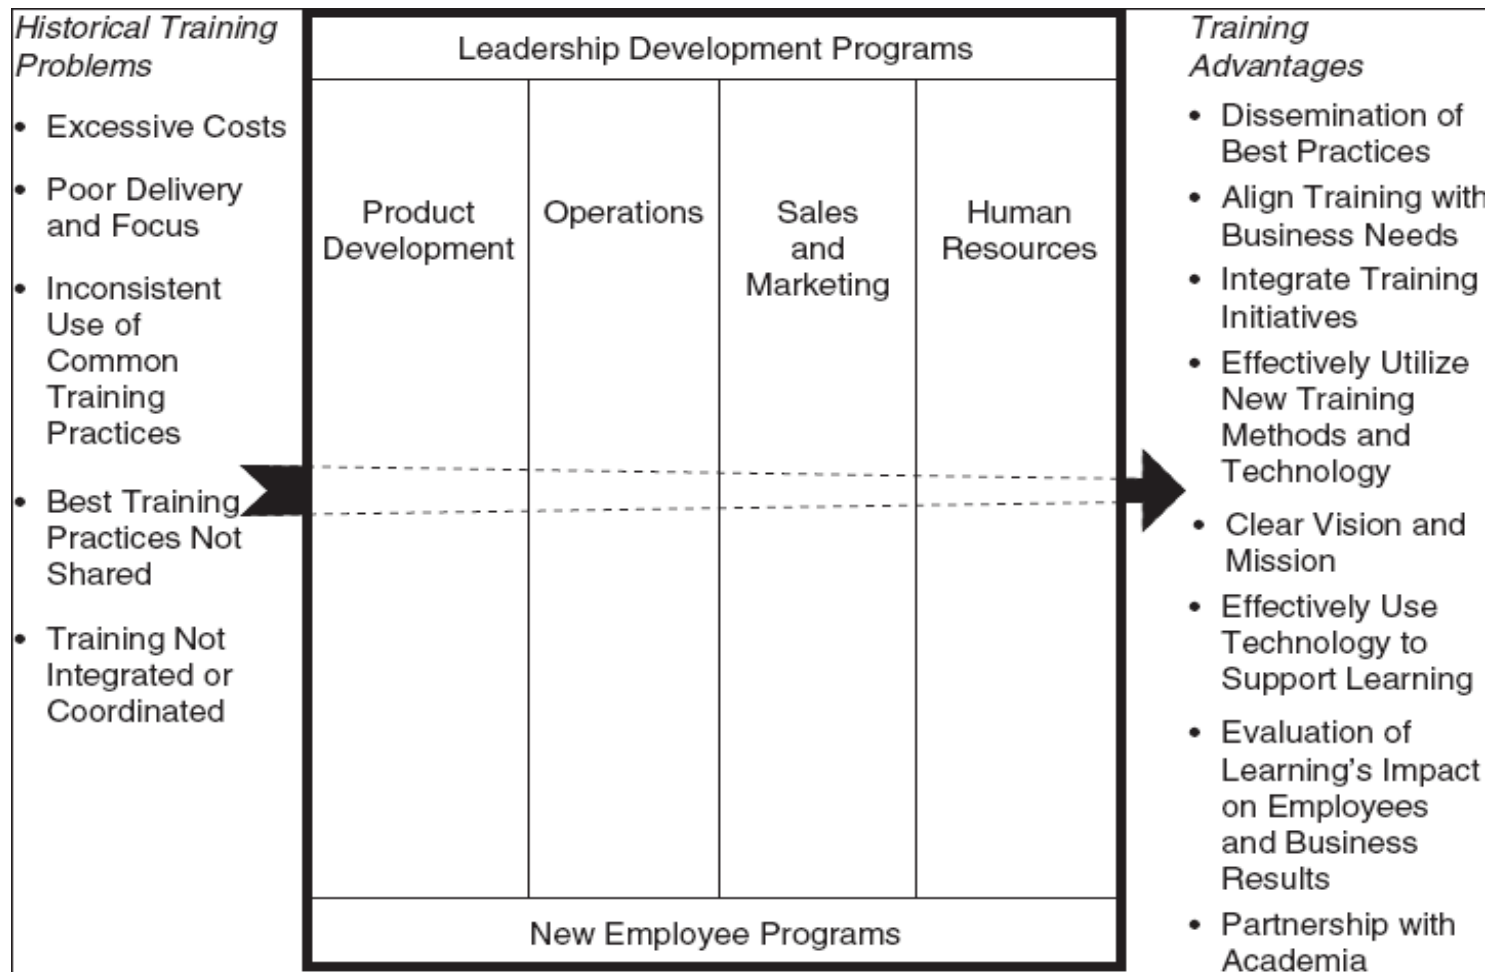 Historical Training
Problems
• Excessive Costs
• Poor Delivery
and Focus
• Inconsistent
Use of
Common
Training
Practices
• Best Training
Practices Not
Shared
• Training Not
Integrated or
Coordinated
Leadership Development Programs
Product
Development
Operations
Sales
and
Marketing
Human
Resources
New Employee Programs
Training
Advantages
• Dissemination of
Best Practices
• Align Training with
Business Needs
• Integrate Training
Initiatives
• Effectively Utilize
New Training
Methods and
Technology
• Clear Vision and
Mission
• Effectively Use
Technology to
Support Learning
• Evaluation of
Learning’s Impact
on Employees
and Business
Results
• Partnership with
Academia